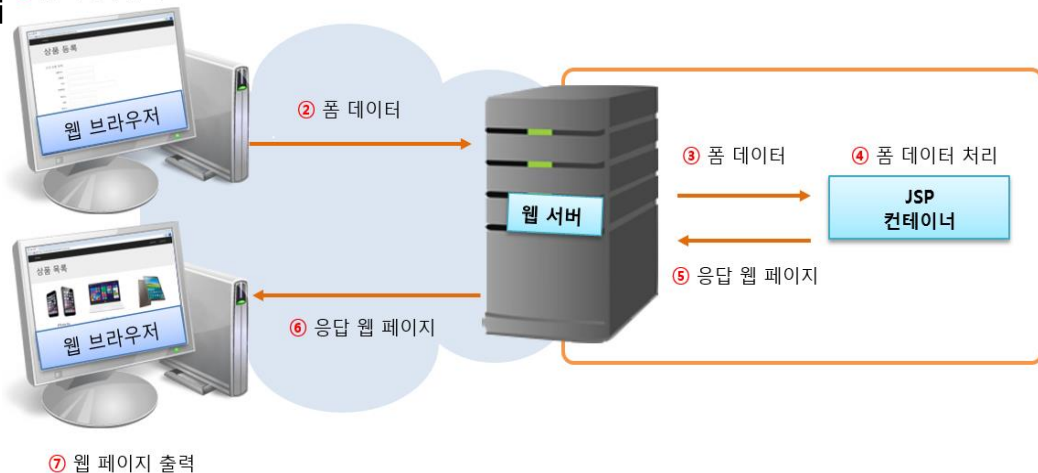 상품 등록
웹 브라우저
② 폼 데이터
웹 서버
③ 폼 데이터
④ 폼 데이터 처리
JSP
컨테이너
⑤ 응답 웹 페이지
상품 목록
웹 브라우저
⑥ 응답 웹 페이지
⑦ 웹 페이지 출력